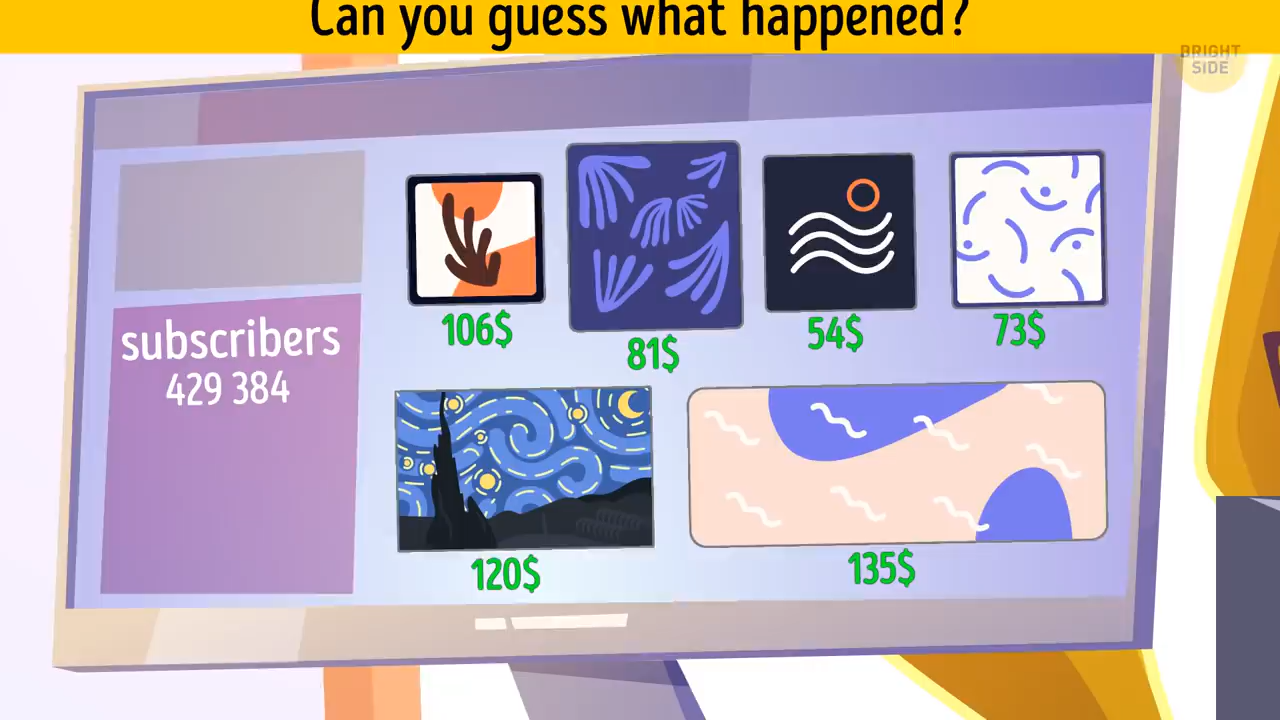 Can you guess what happened?
BRIGHT
SIDE
subscribers
429 384
106$
81$
54$
73$
120$
135$